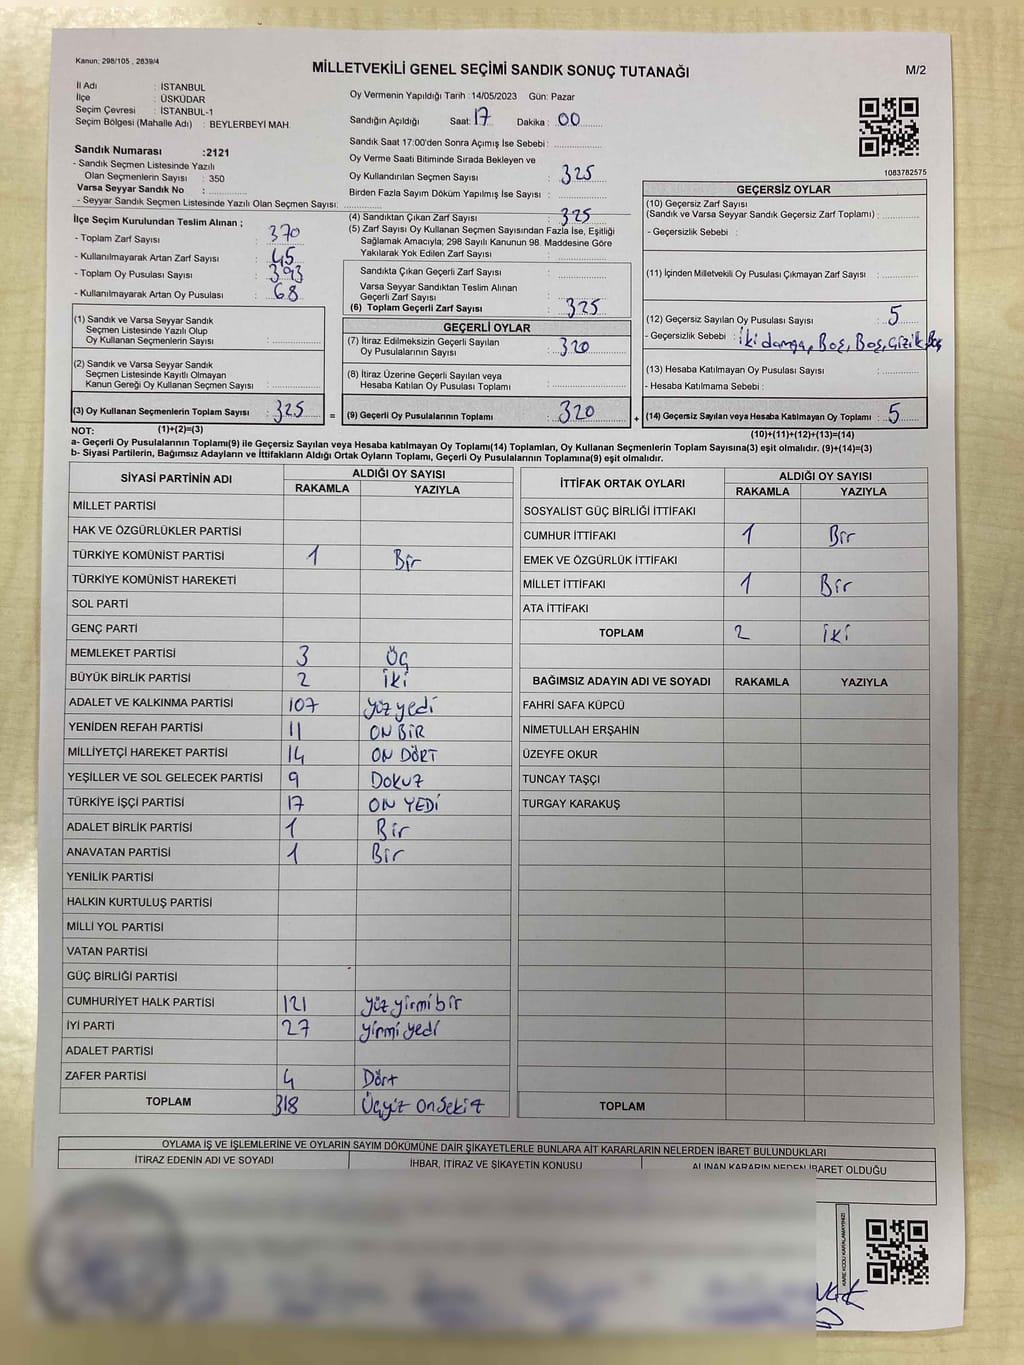 Kanun: 298/105 , 2839/4
MİLLETVEKİLİ GENEL SEÇİMİ SANDIK SONUÇ TUTANAĞI
M/2
İl Adı : İSTANBUL
İlçe : ÜSKÜDAR
Seçim Çevresi : İSTANBUL-1
Seçim Bölgesi (Mahalle Adı) : BEYLERBEYİ MAH.
Sandık Numarası :2121
- Sandık Seçmen Listesinde Yazılı
Olan Seçmenlerin Sayısı : 350
Varsa Seyyar Sandık No :
- Seyyar Sandık Seçmen Listesinde Yazılı Olan Seçmen Sayısı:
Oy Vermenin Yapıldığı Tarih :14/05/2023 Gün: Pazar
Sandığın Açıldığı Saat: 17 Dakika : 00
Sandık Saat 17:00'den Sonra Açımış İse Sebebi :
Oy Verme Saati Bitiminde Sırada Bekleyen ve
Oy Kullandırılan Seçmen Sayısı : 325
Birden Fazla Sayım Döküm Yapılmış İse Sayısı :
1083782575
İlçe Seçim Kurulundan Teslim Alınan ;
- Toplam Zarf Sayısı : 370
- Kullanılmayarak Artan Zarf Sayısı : 45
- Toplam Oy Pusulası Sayısı : 393
- Kullanılmayarak Artan Oy Pusulası : 68
(4) Sandıktan Çıkan Zarf Sayısı : 325
(5) Zarf Sayısı Oy Kullanan Seçmen Sayısından Fazla İse, Eşitliği
Sağlamak Amacıyla; 298 Sayılı Kanunun 98. Maddesine Göre
Yakılarak Yok Edilen Zarf Sayısı :
Sandıkta Çıkan Geçerli Zarf Sayısı :
Varsa Seyyar Sandıktan Teslim Alınan
Geçerli Zarf Sayısı :
(6) Toplam Geçerli Zarf Sayısı : 325
GEÇERSİZ OYLAR
(10) Geçersiz Zarf Sayısı
(Sandık ve Varsa Seyyar Sandık Geçersiz Zarf Toplamı) :
- Geçersizlik Sebebi :
(11) İçinden Milletvekili Oy Pusulası Çıkmayan Zarf Sayısı :
(12) Geçersiz Sayılan Oy Pusulası Sayısı : 5
- Geçersizlik Sebebi : İki damga, Boş, Boş, Çizik, Boş
(13) Hesaba Katılmayan Oy Pusulası Sayısı :
- Hesaba Katılmama Sebebi :
(14) Geçersiz Sayılan veya Hesaba Katılmayan Oy Toplamı : 5
(1) Sandık ve Varsa Seyyar Sandık
Seçmen Listesinde Yazılı Olup
Oy Kullanan Seçmenlerin Sayısı :
(2) Sandık ve Varsa Seyyar Sandık
Seçmen Listesinde Kayıtlı Olmayan
Kanun Gereği Oy Kullanan Seçmen Sayısı :
(3) Oy Kullanan Seçmenlerin Toplam Sayısı : 325 =
GEÇERLİ OYLAR
(7) İtiraz Edilmeksizin Geçerli Sayılan
Oy Pusulalarının Sayısı : 320
(8) İtiraz Üzerine Geçerli Sayılan veya
Hesaba Katılan Oy Pusulası Toplamı :
(9) Geçerli Oy Pusulalarının Toplamı : 320 +
NOT: (1)+(2)=(3)
(10)+(11)+(12)+(13)=(14)
a- Geçerli Oy Pusulalarının Toplamı(9) ile Geçersiz Sayılan veya Hesaba katılmayan Oy Toplamı(14) Toplamları, Oy Kullanan Seçmenlerin Toplam Sayısına(3) eşit olmalıdır. (9)+(14)=(3)
b- Siyasi Partilerin, Bağımsız Adayların ve İttifakların Aldığı Ortak Oyların Toplamı, Geçerli Oy Pusulalarının Toplamına(9) eşit olmalıdır.
SİYASİ PARTİNİN ADI
ALDIĞI OY SAYISI
RAKAMLA YAZIYLA
MİLLET PARTİSİ
HAK VE ÖZGÜRLÜKLER PARTİSİ
TÜRKİYE KOMÜNİST PARTİSİ 1 Bir
TÜRKİYE KOMÜNİST HAREKETİ
SOL PARTİ
GENÇ PARTİ
MEMLEKET PARTİSİ 3 Üç
BÜYÜK BİRLİK PARTİSİ 2 İki
ADALET VE KALKINMA PARTİSİ 107 yüz yedi
YENİDEN REFAH PARTİSİ 11 ON BİR
MİLLİYETÇİ HAREKET PARTİSİ 14 ON DÖRT
YEŞİLLER VE SOL GELECEK PARTİSİ 9 Dokuz
TÜRKİYE İŞÇİ PARTİSİ 17 ON YEDİ
ADALET BİRLİK PARTİSİ 1 Bir
ANAVATAN PARTİSİ 1 Bir
YENİLİK PARTİSİ
HALKIN KURTULUŞ PARTİSİ
MİLLİ YOL PARTİSİ
VATAN PARTİSİ
GÜÇ BİRLİĞİ PARTİSİ
CUMHURİYET HALK PARTİSİ 121 yüz yirmi bir
İYİ PARTİ 27 yirmi yedi
ADALET PARTİSİ
ZAFER PARTİSİ 4 Dört
TOPLAM 318 Üçyüz onsekiz
İTTİFAK ORTAK OYLARI
ALDIĞI OY SAYISI
RAKAMLA YAZIYLA
SOSYALİST GÜÇ BİRLİĞİ İTTİFAKI
CUMHUR İTTİFAKI 1 Bir
EMEK VE ÖZGÜRLÜK İTTİFAKI
MİLLET İTTİFAKI 1 Bir
ATA İTTİFAKI
TOPLAM 2 İki
BAĞIMSIZ ADAYIN ADI VE SOYADI RAKAMLA YAZIYLA
FAHRİ SAFA KÜPCÜ
NİMETULLAH ERŞAHİN
ÜZEYFE OKUR
TUNCAY TAŞÇI
TURGAY KARAKUŞ
TOPLAM
OYLAMA İŞ VE İŞLEMLERİNE VE OYLARIN SAYIM DÖKÜMÜNE DAİR ŞİKAYETLERLE BUNLARA AİT KARARLARIN NELERDEN İBARET BULUNDUKLARI
İTİRAZ EDENİN ADI VE SOYADI
İHBAR, İTİRAZ VE ŞİKAYETİN KONUSU
ALINAN KARARIN NEDEN İBARET OLDUĞU
KARE KODU KARALAMAYINIZ!